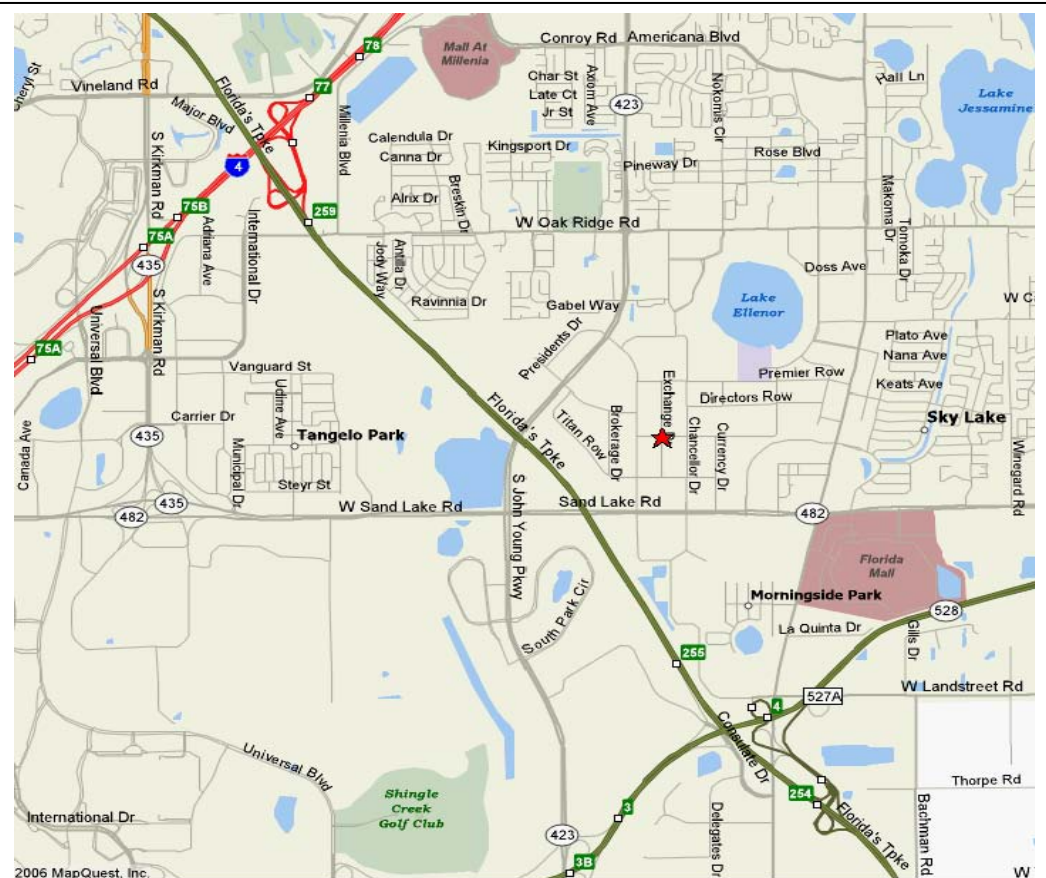 78
Conroy Rd
Americana Blvd
Mall At
Millenia
Vineland Rd
77
Char St
Late Ct
Jr St
Axiom Ave
423
Nokomis Cir
Lake
Jessamine
Major Blvd
Florida's Tpke
Millenia Blvd
S Kirkman Rd
Calendula Dr
Canna Dr
Kingsport Dr
Pineway Dr
Rose Blvd
4
Alrix Dr
Breskin Dr
Makoma Dr
75B
259
W Oak Ridge Rd
Tomoka Dr
75A
Adriana Ave
International Dr
435
Antilla Dr
Jody Way
Doss Ave
Ravinnia Dr
Gabel Way
Lake
Ellenor
Universal Blvd
S Kirkman Rd
Presidents Dr
Plato Ave
Nana Ave
Keats Ave
75A
Vanguard St
Premier Row
Directors Row
Exchange
Carrier Dr
Udine Ave
Florida's Tpke
Titan Row
Brokerage Dr
Chancellor Dr
Currency Dr
Sky Lake
435
Tangelo Park
Canada Ave
Municipal Dr
Steyr St
Winegard Rd
435
482
W Sand Lake Rd
S John Young Pkwy
Sand Lake Rd
482
Florida
Mall
Morningside Park
528
South Park Cir
La Quinta Dr
Gills Dr
255
W Landstreet Rd
527A
4
Consulate Dr
Universal Blvd
Thorpe Rd
Shingle
Creek
Golf Club
254
Florida's Tpke
International Dr
3
423
Delegates Dr
Bachman Rd
3B
2006 MapQuest, Inc.
W